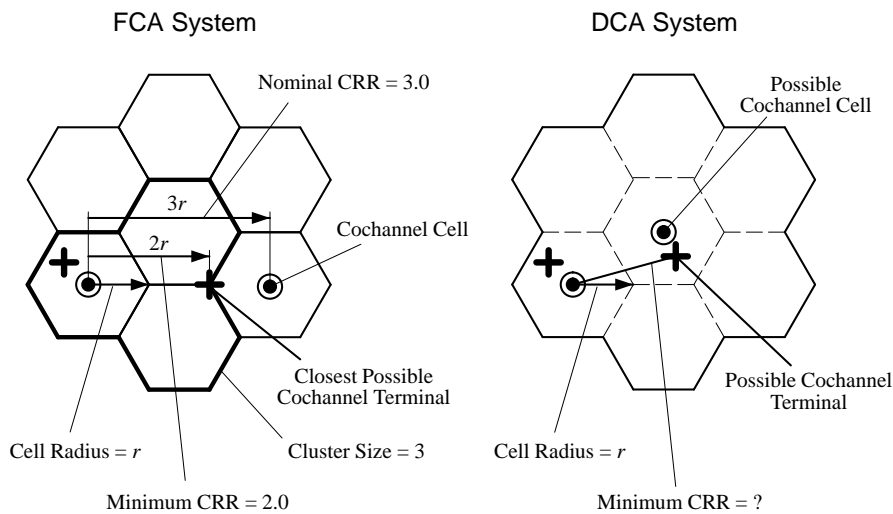 FCA System
Nominal CRR = 3.0
3r
2r
Cochannel Cell
Closest Possible
Cochannel Terminal
Cell Radius = r
Cluster Size = 3
Minimum CRR = 2.0
DCA System
Possible
Cochannel Cell
Possible Cochannel
Terminal
Cell Radius = r
Minimum CRR = ?